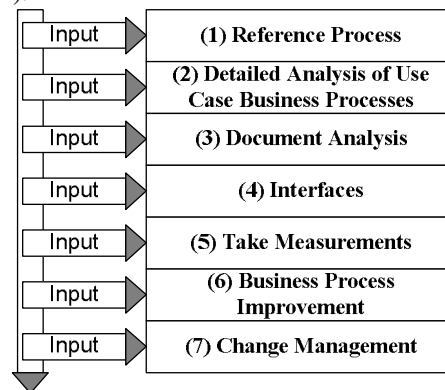 ).
Input (1) Reference Process
Input (2) Detailed Analysis of Use
Case Business Processes
Input (3) Document Analysis
Input (4) Interfaces
Input (5) Take Measurements
Input (6) Business Process
Improvement
Input (7) Change Management